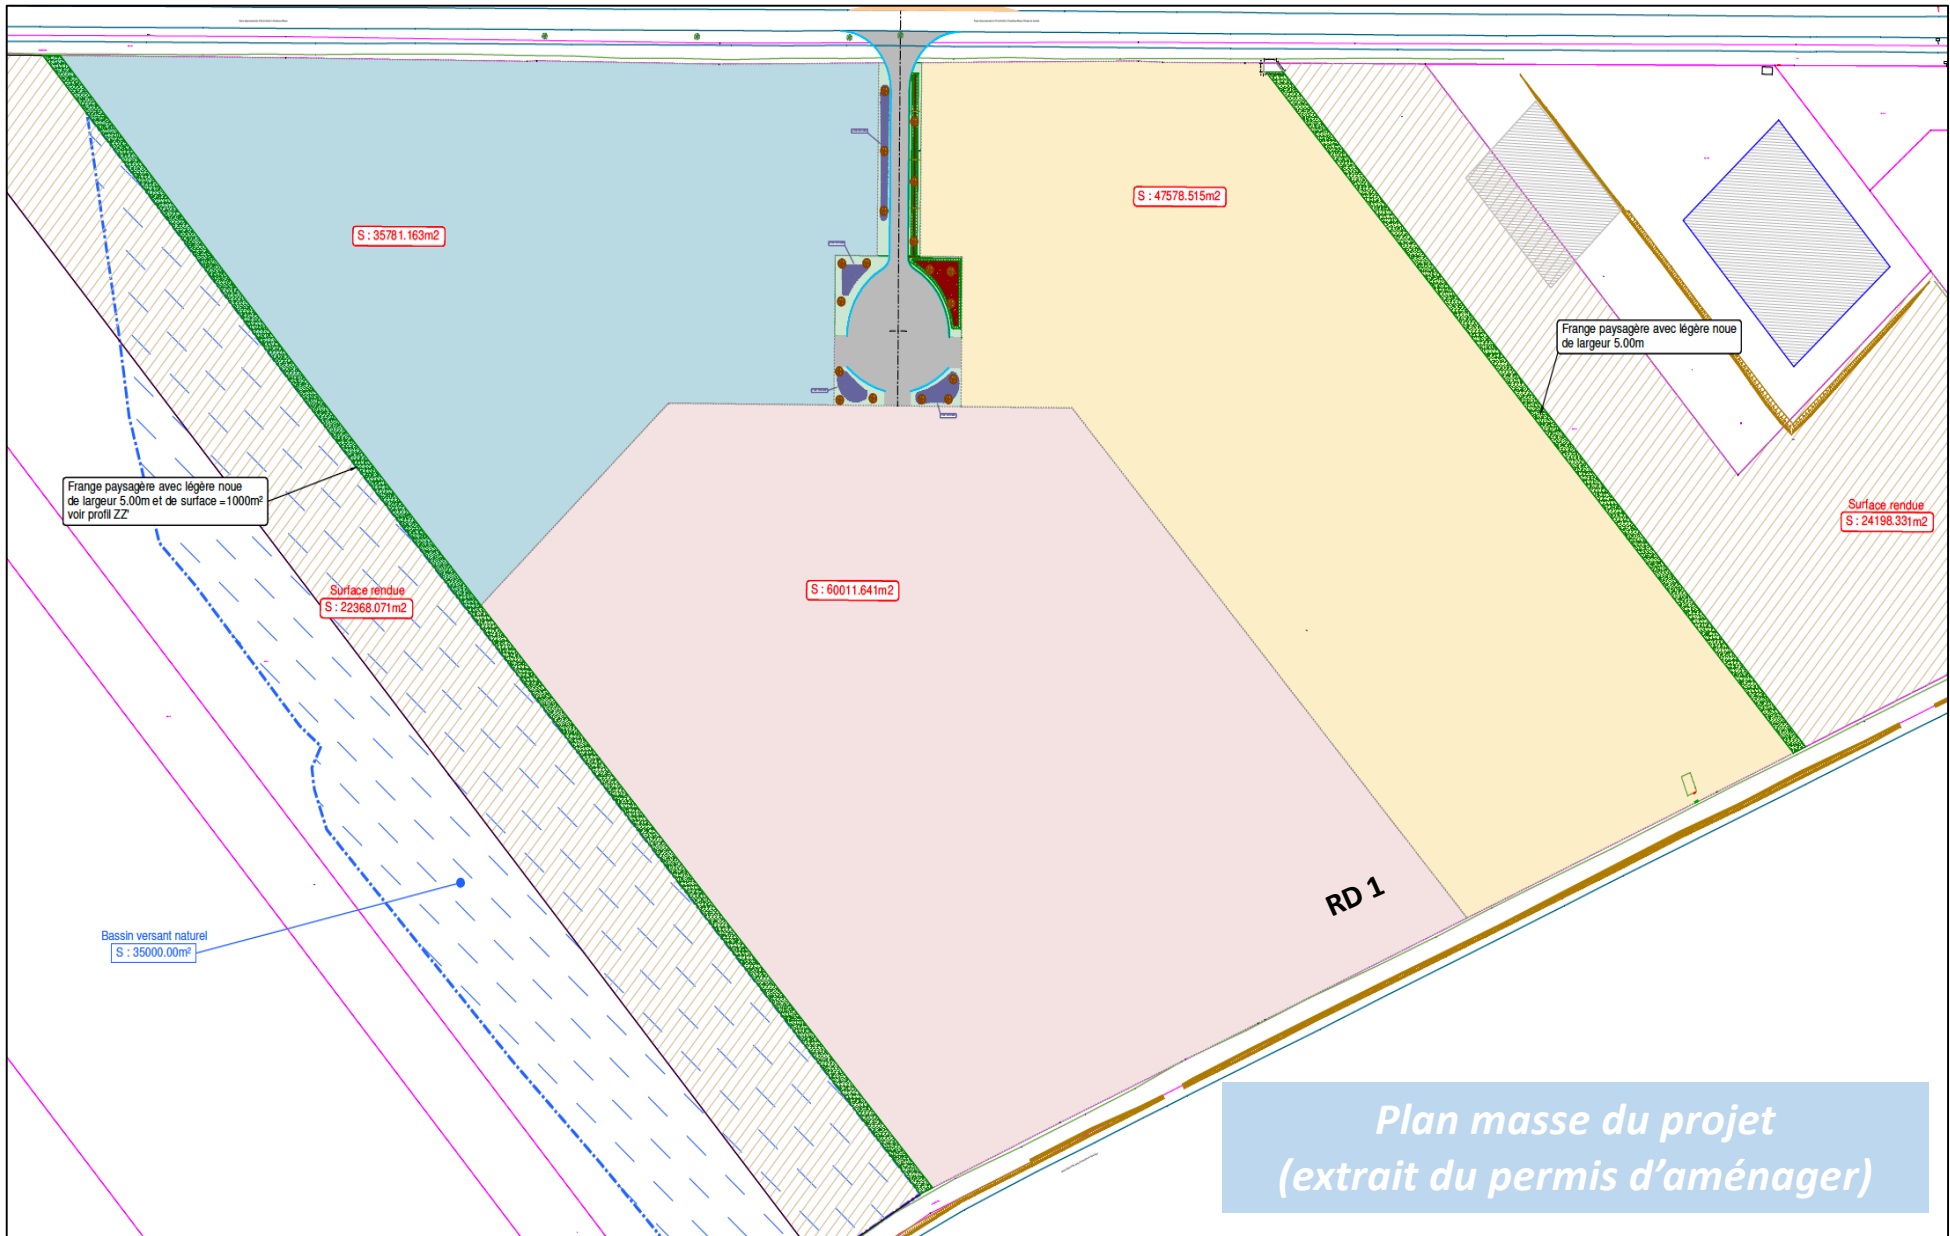 S : 35781.163m2
S : 47578.515m2
Frange paysagère avec légère noue
de largeur 5.00m
Frange paysagère avec légère noue
de largeur 5.00m et de surface =1000m²
voir profil ZZ'
Surface rendue
S : 24198.331m2
Surface rendue
S : 22368.071m2
S : 60011.641m2
RD 1
Bassin versant naturel
S : 35000.00m²
Plan masse du projet
(extrait du permis d’aménager)